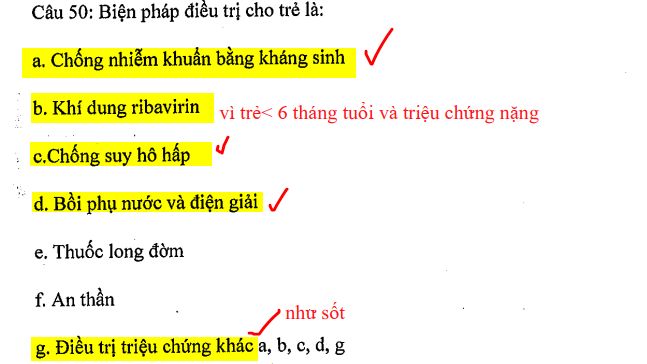 Câu 50: Biện pháp điều trị cho trẻ là:
a. Chống nhiễm khuẩn bằng kháng sinh
b. Khí dung ribavirin vì trẻ< 6 tháng tuổi và triệu chứng nặng
c.Chống suy hô hấp
d. Bồi phụ nước và điện giải
e. Thuốc long đờm
f. An thần
như sốt
g. Điều trị triệu chứng khác a, b, c, d, g